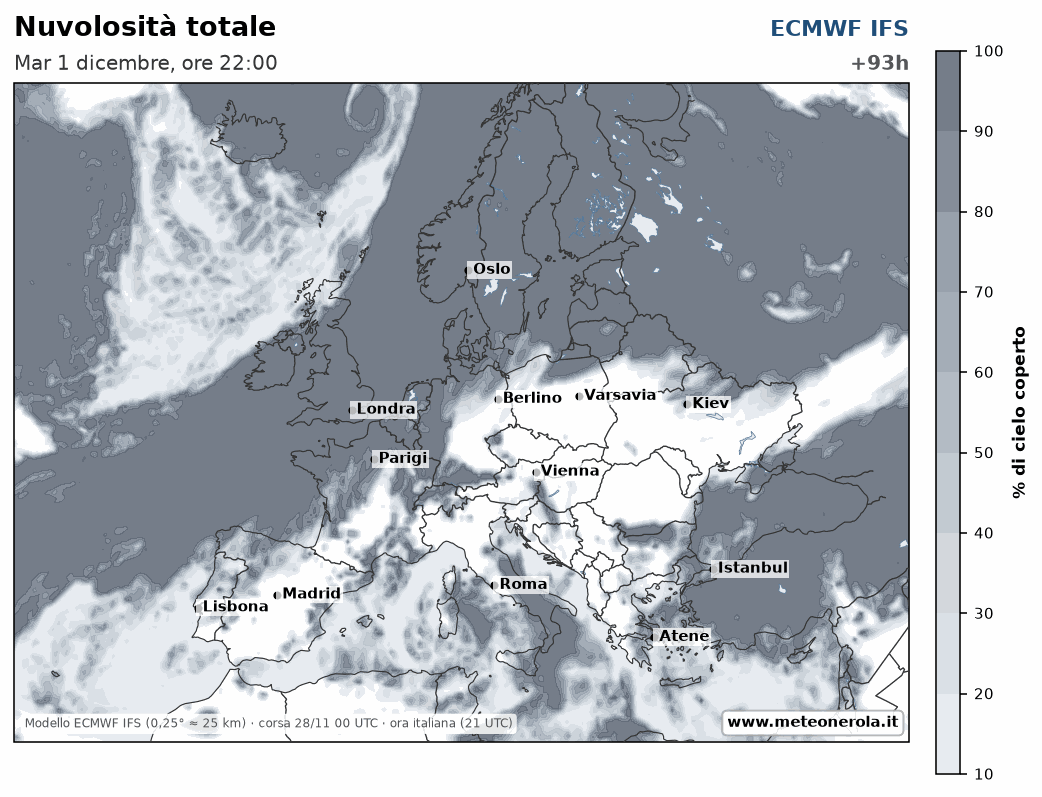 Nuvolosità totale
ECMWF IFS
Mar 1 dicembre, ore 22:00
+93h
100
90
80
70
60
50
40
30
20
10
% di cielo coperto
Oslo
Berlino
Varsavia
Kiev
Londra
Parigi
Vienna
Istanbul
Roma
Madrid
Lisbona
Atene
Modello ECMWF IFS (0,25° ≈ 25 km) · corsa 28/11 00 UTC · ora italiana (21 UTC)
www.meteonerola.it